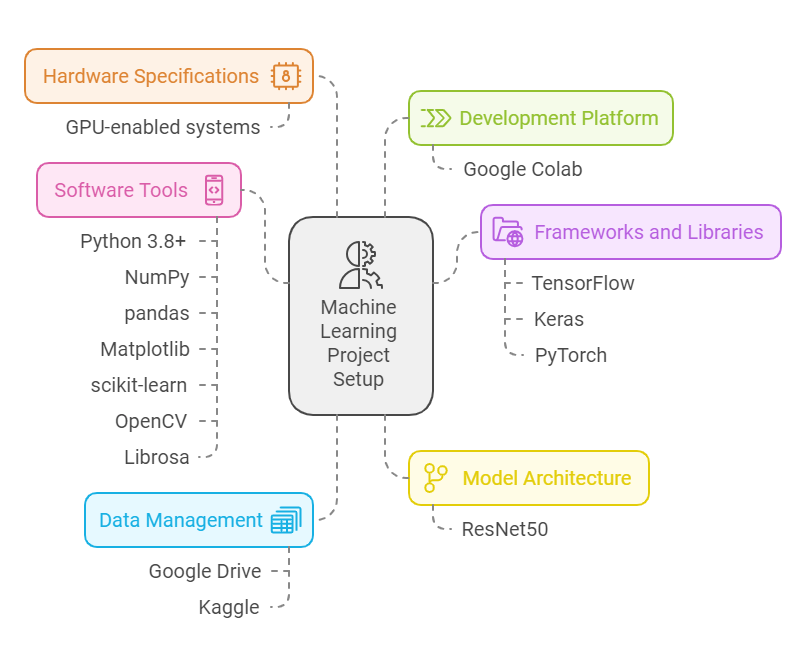 Hardware Specifications
GPU-enabled systems
Software Tools
Python 3.8+
NumPy
pandas
Matplotlib
scikit-learn
OpenCV
Librosa
Data Management
Google Drive
Kaggle
Machine
Learning
Project
Setup
Development Platform
Google Colab
Frameworks and Libraries
TensorFlow
Keras
PyTorch
Model Architecture
ResNet50